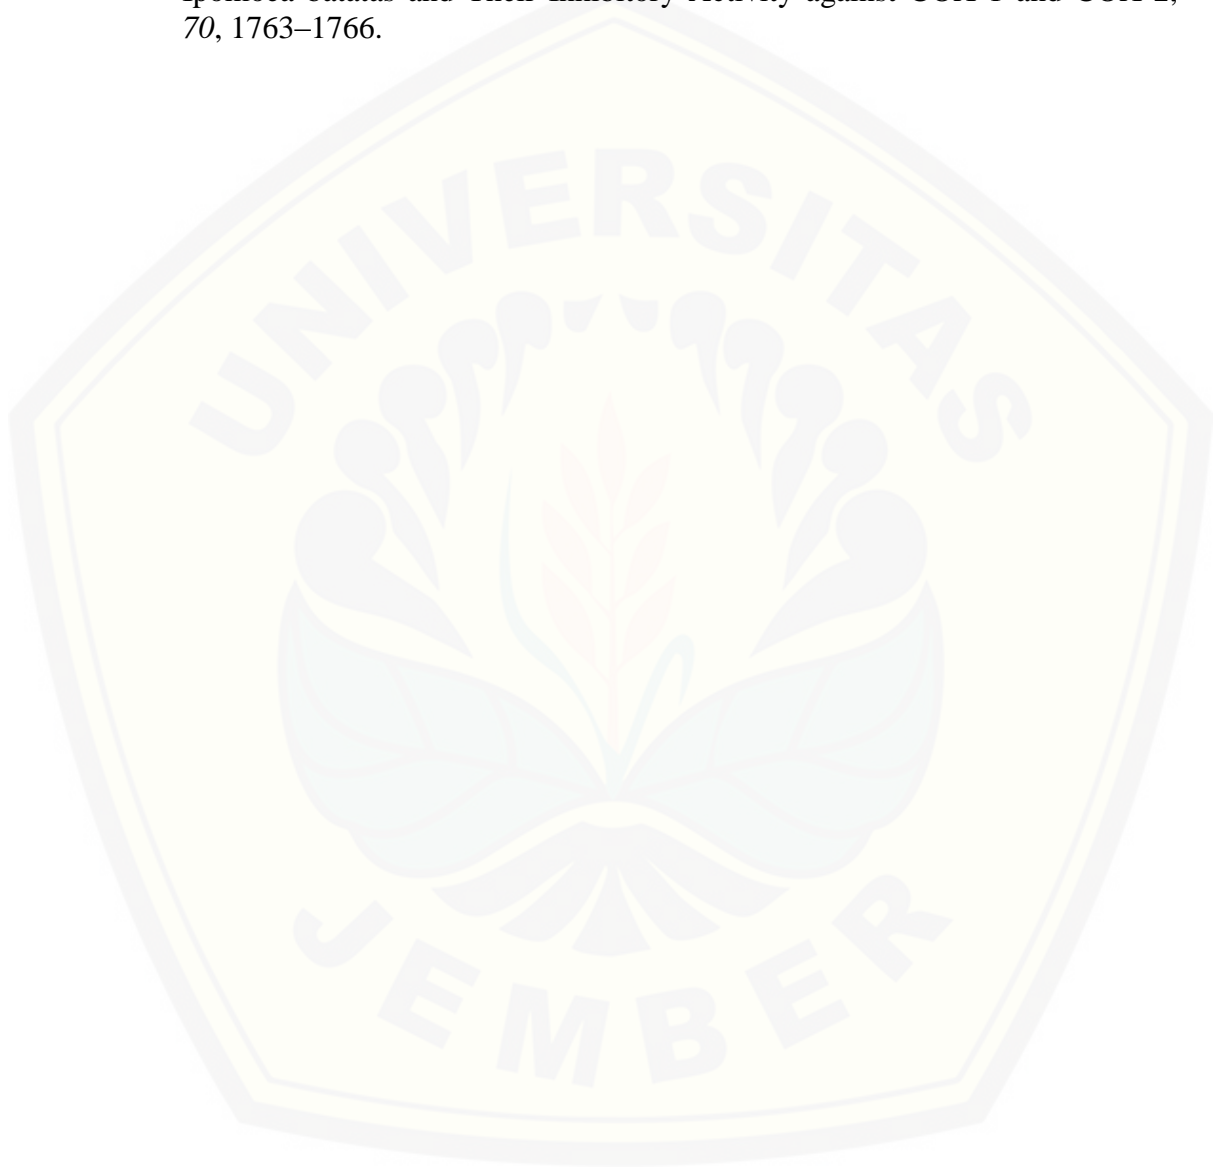 Ipomoea batatas and Their Inhibitory Activity against COX-1 and COX-2,
70, 1763–1766.
UNIVERSITAS
JEMBER